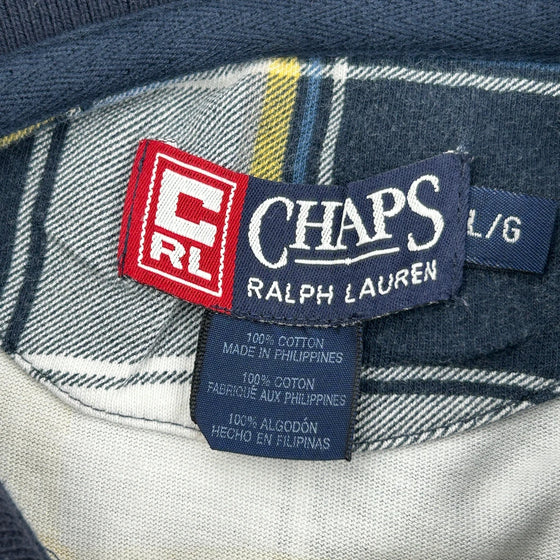 C
RL
CHAPS
RALPH LAUREN
L/G
100% COTTON
MADE IN PHILIPPINES
100% COTON
FABRIQUÉ AUX PHILIPPINES
100% ALGODÓN
HECHO EN FILIPINAS